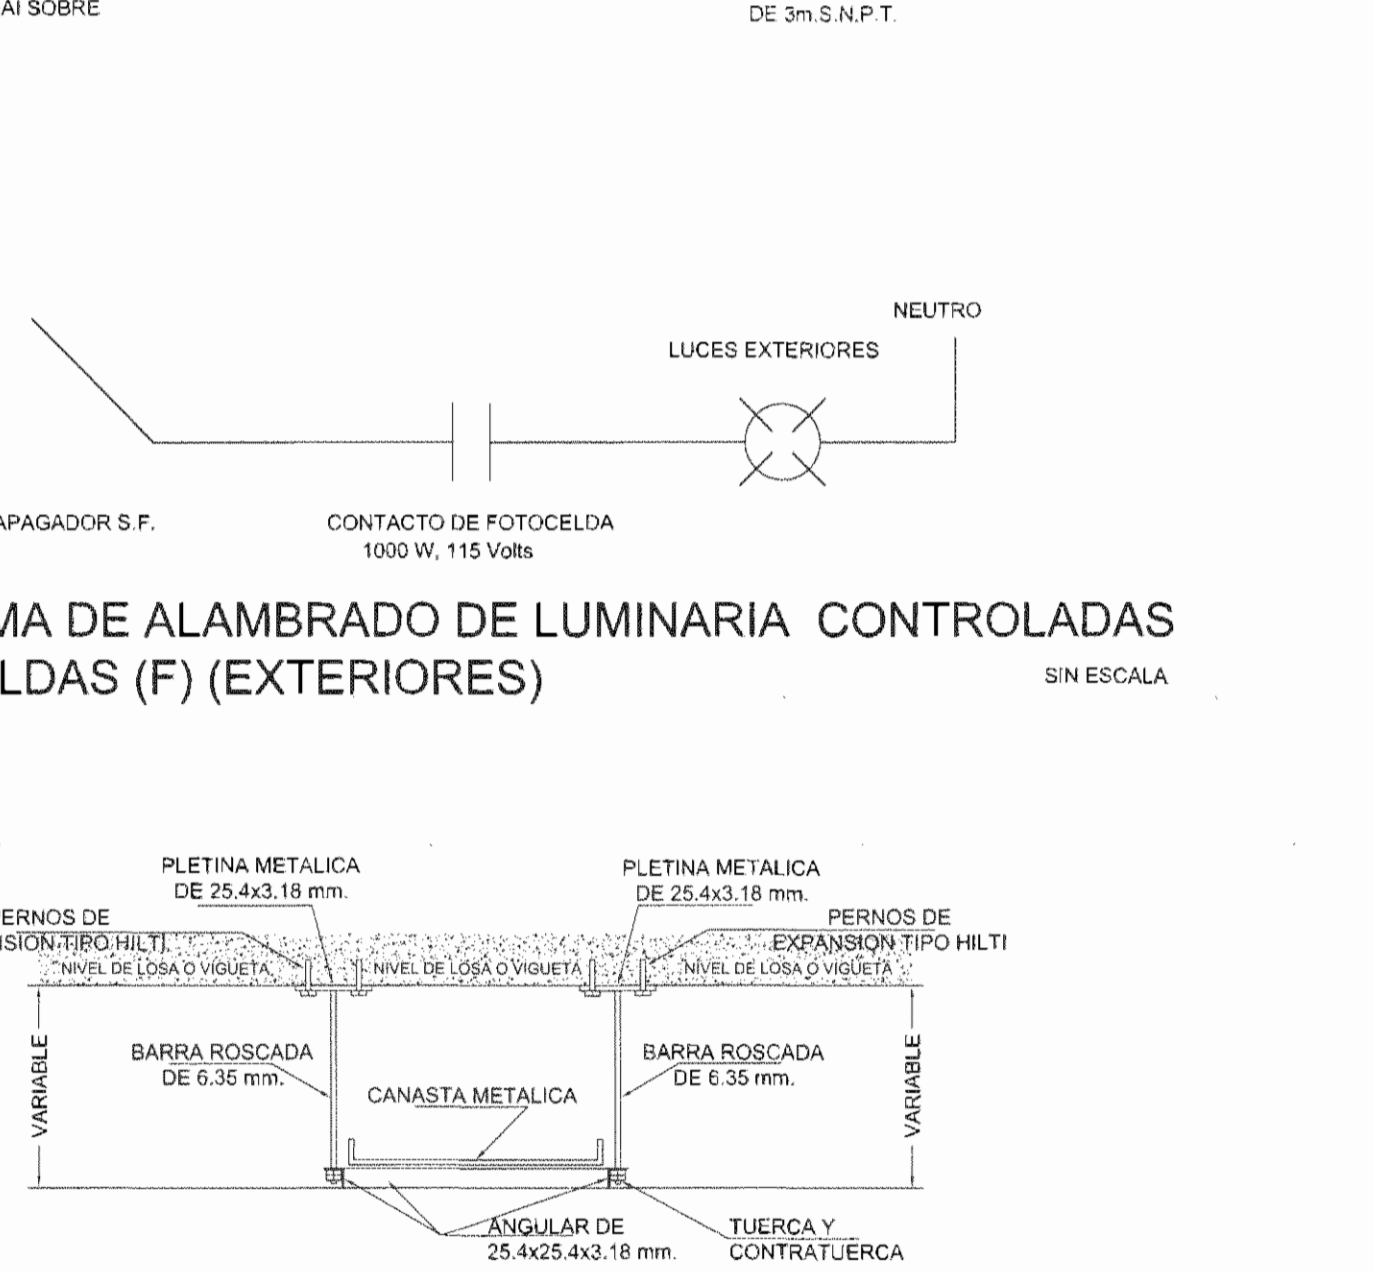 AI SOBRE
DE 3m.S.N.P.T.
NEUTRO
LUCES EXTERIORES
APAGADOR S.F.
CONTACTO DE FOTOCELDA
1000 W, 115 Volts
MA DE ALAMBRADO DE LUMINARIA CONTROLADAS
LDAS (F) (EXTERIORES)
SIN ESCALA
PLETINA METALICA
DE 25.4x3.18 mm.
PLETINA METALICA
DE 25.4x3.18 mm.
ERNOS DE
SION TIPO HILTI
PERNOS DE
EXPANSION TIPO HILTI
NIVEL DE LOSA O VIGUETA
NIVEL DE LOSA O VIGUETA
NIVEL DE LOSA O VIGÜETA
VARIABLE
BARRA ROSCADA
DE 6.35 mm.
CANASTA METALICA
BARRA ROSCADA
DE 6.35 mm.
VARIABLE
ANGULAR DE
25.4x25.4x3.18 mm.
TUERCA Y
CONTRATUERCA